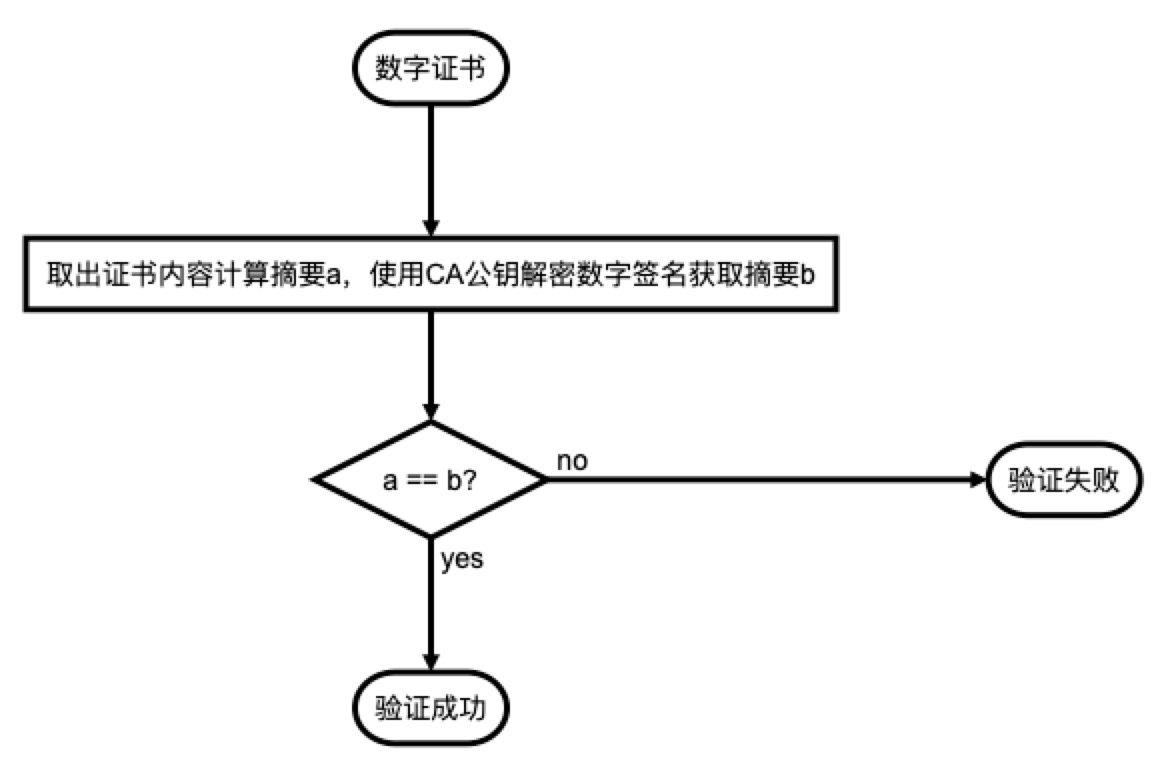 数字证书
取出证书内容计算摘要a，使用CA公钥解密数字签名获取摘要b
a == b?
no
验证失败
yes
验证成功